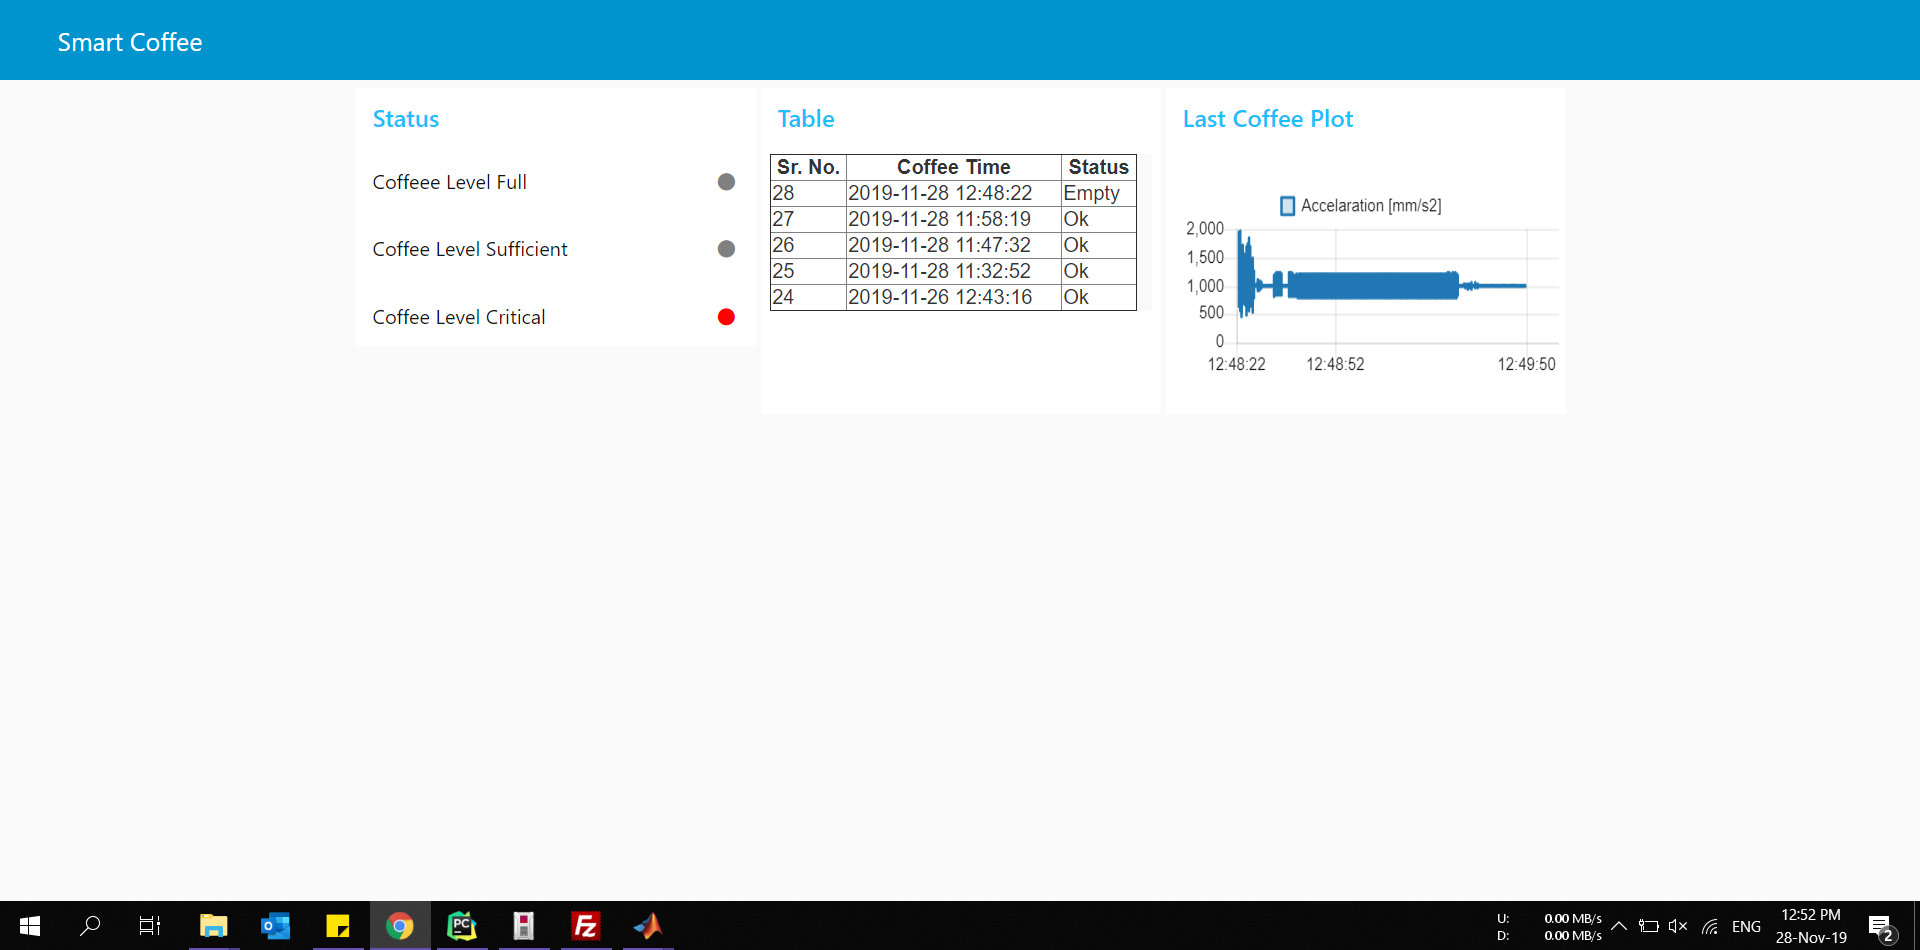 Smart Coffee
Status
Coffeee Level Full
Coffee Level Sufficient
Coffee Level Critical
Table
Sr. No. Coffee Time Status
28 2019-11-28 12:48:22 Empty
27 2019-11-28 11:58:19 Ok
26 2019-11-28 11:47:32 Ok
25 2019-11-28 11:32:52 Ok
24 2019-11-26 12:43:16 Ok
Last Coffee Plot
Accelaration [mm/s2]
2,000
1,500
1,000
500
0
12:48:22 12:48:52 12:49:50
PC
FZ
U: 0.00 MB/s
D: 0.00 MB/s
ENG
12:52 PM
28-Nov-19
2